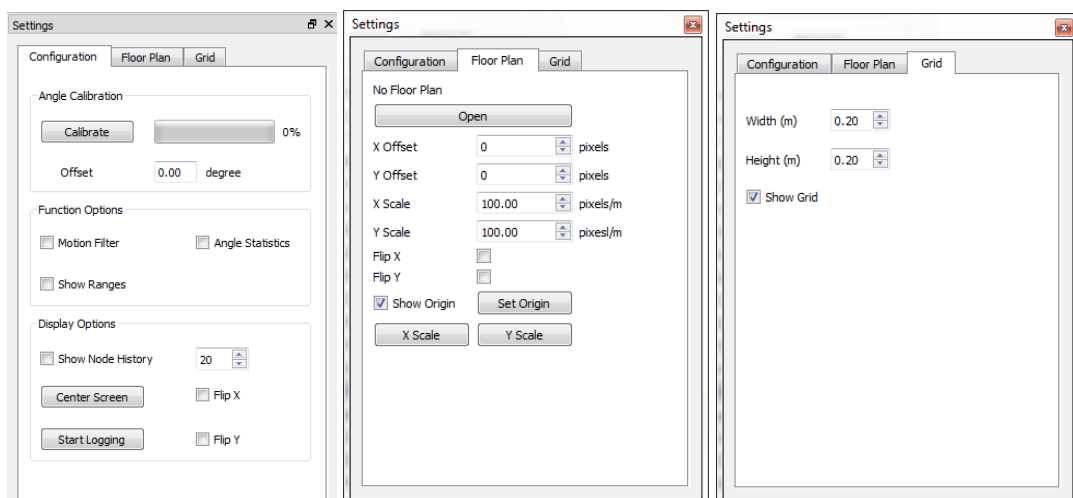 Settings
Configuration Floor Plan Grid
Angle Calibration
Calibrate 0%
Offset 0.00 degree
Function Options
Motion Filter Angle Statistics
Show Ranges
Display Options
Show Node History 20
Center Screen Flip X
Start Logging Flip Y
Settings
Configuration Floor Plan Grid
No Floor Plan
Open
X Offset 0 pixels
Y Offset 0 pixels
X Scale 100.00 pixels/m
Y Scale 100.00 pixesl/m
Flip X
Flip Y
Show Origin Set Origin
X Scale Y Scale
Settings
Configuration Floor Plan Grid
Width (m) 0.20
Height (m) 0.20
Show Grid